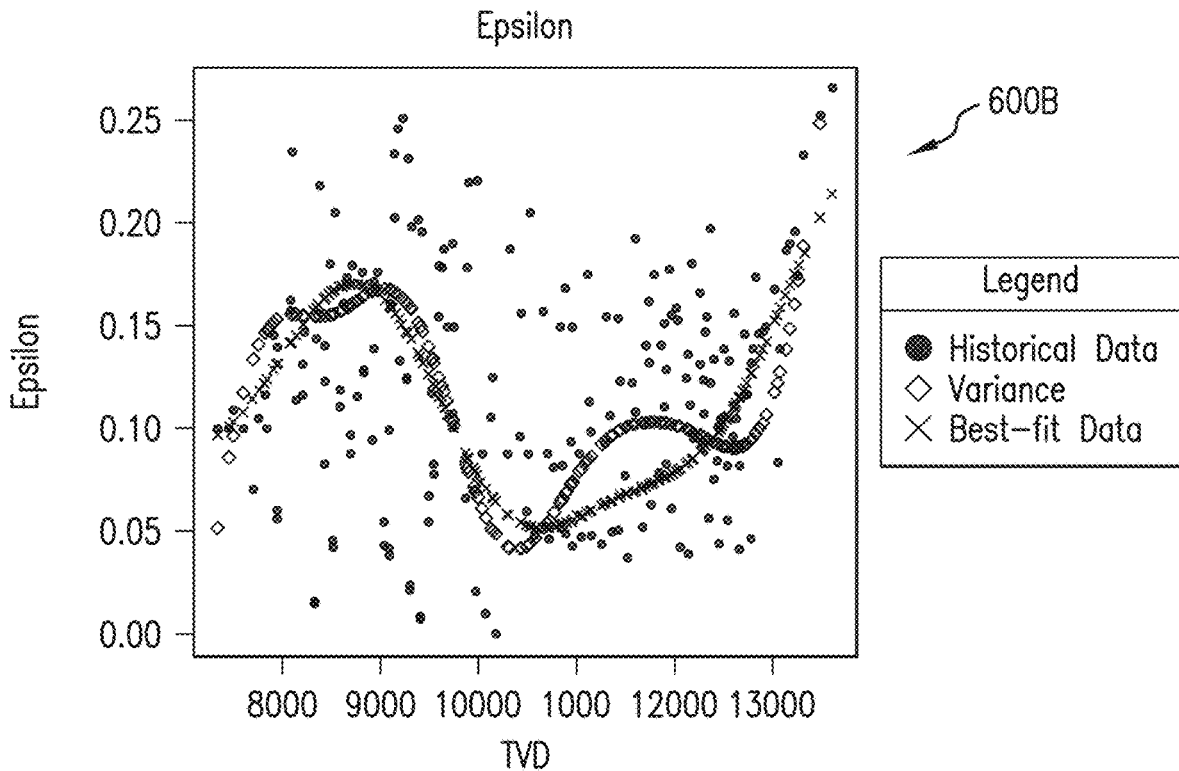 Epsilon
600B
0.25
0.20
0.15
0.10
0.05
0.00
Epsilon
8000 9000 10000 1000 12000 13000
TVD
Legend
Historical Data
Variance
Best-fit Data